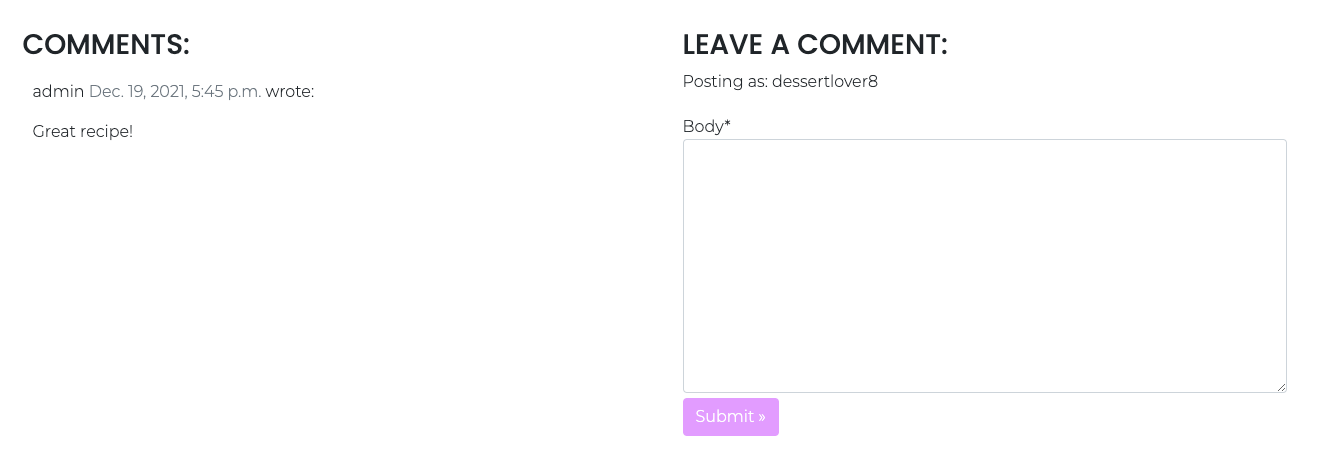 COMMENTS:
admin Dec. 19, 2021, 5:45 p.m. wrote:
Great recipe!
LEAVE A COMMENT:
Posting as: dessertlover8
Body*
Submit »